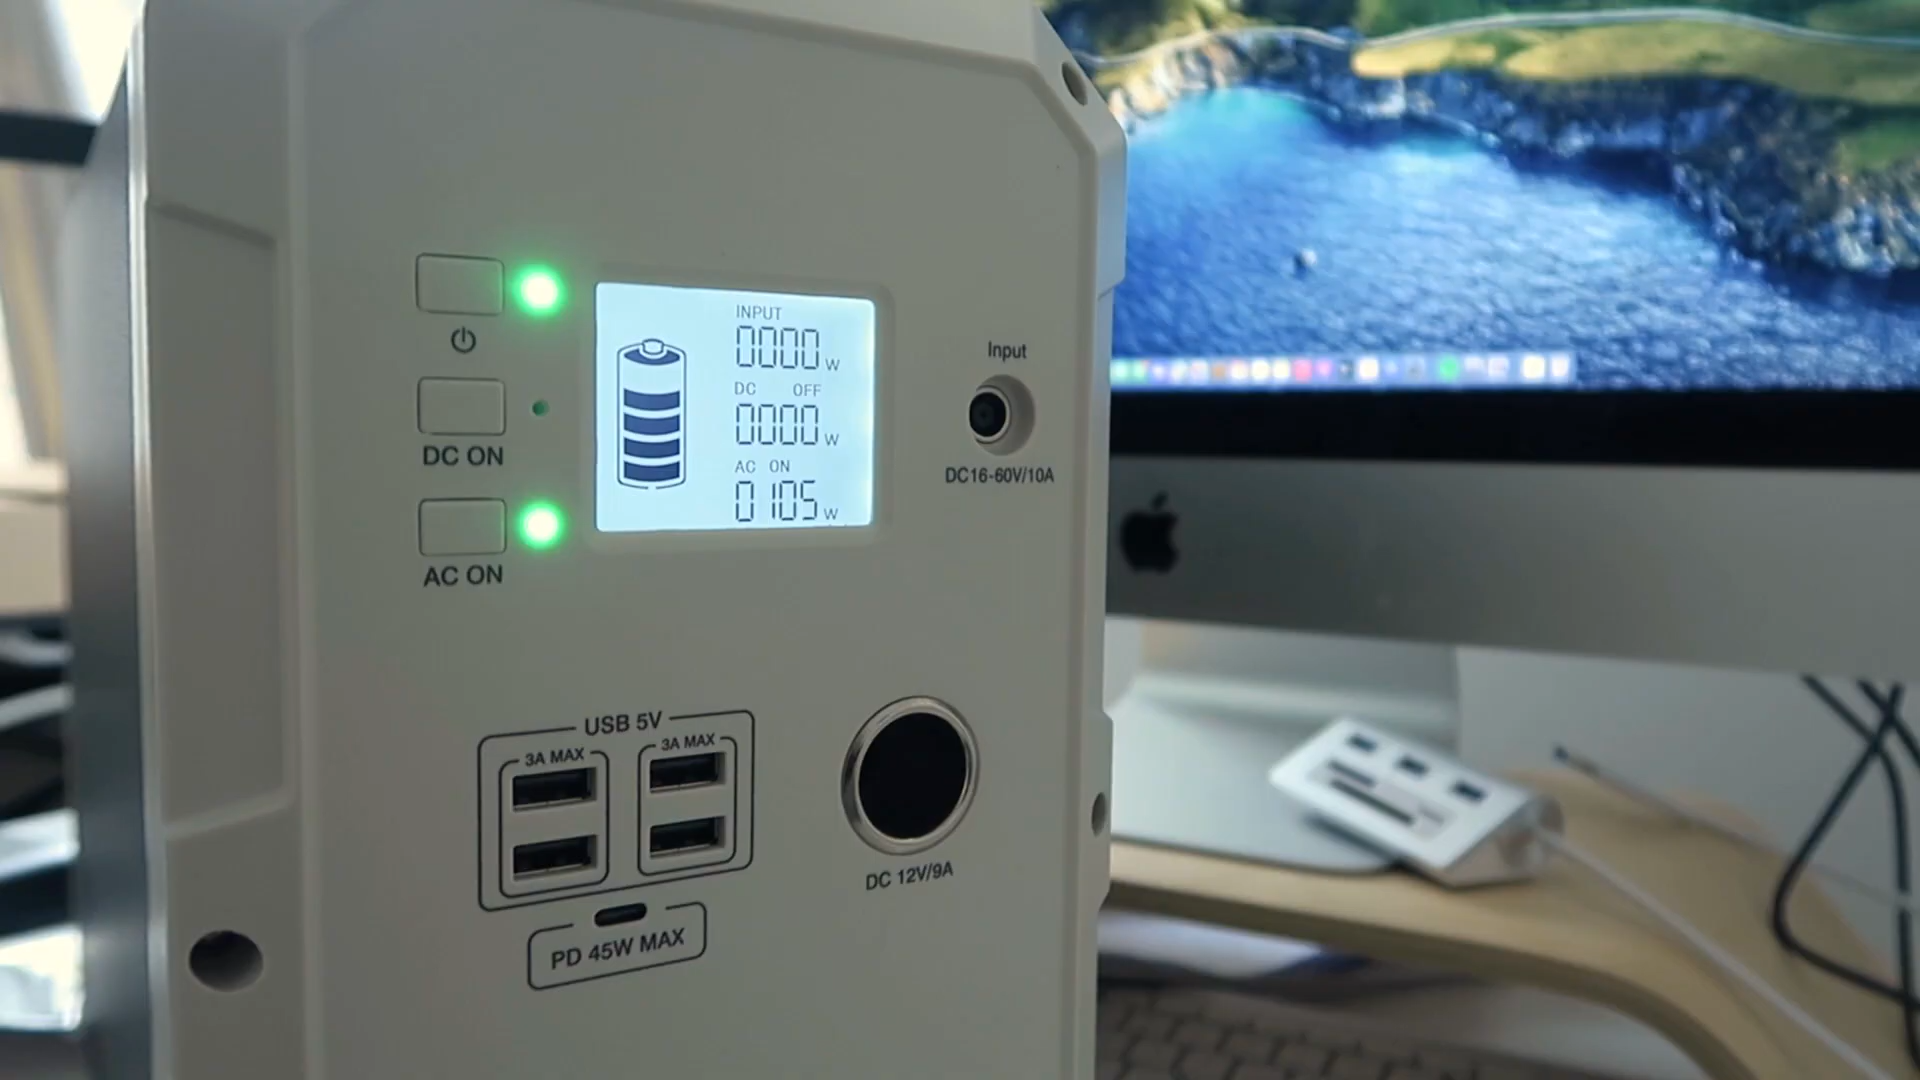 INPUT
0000 W
DC OFF
0000 W
AC ON
0105 W
DC ON
AC ON
Input
DC16-60V/10A
USB 5V
3A MAX
3A MAX
PD 45W MAX
DC 12V/9A